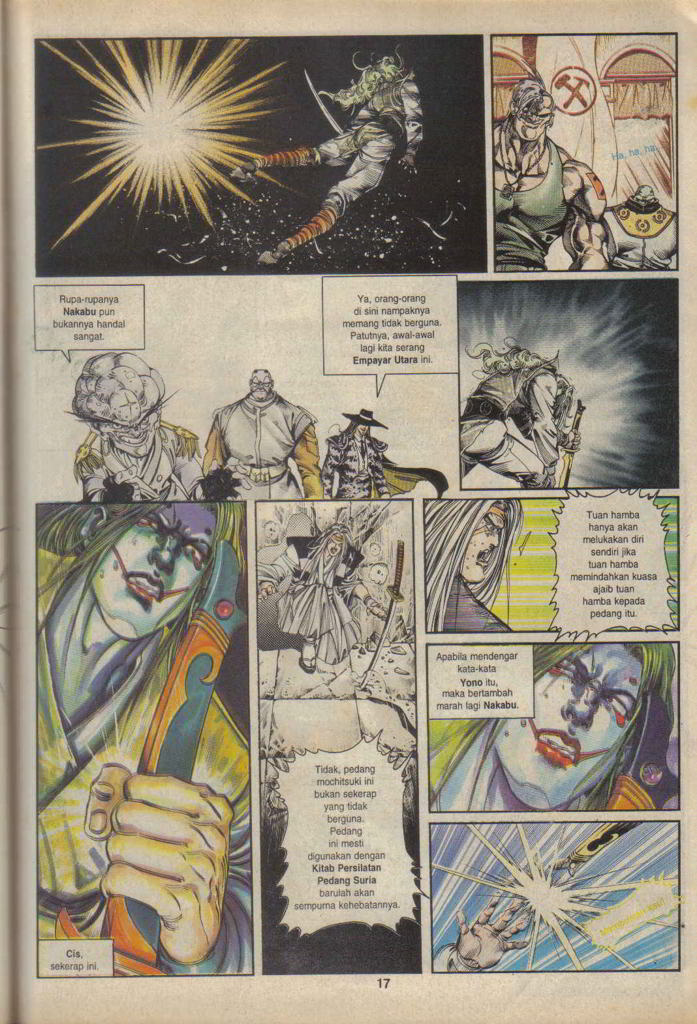 Ha, ha, ha.
Rupa-rupanya
Nakabu pun
bukannya handal
sangat.
Ya, orang-orang
di sini nampaknya
memang tidak berguna.
Patutnya, awal-awal
lagi kita serang
Empayar Utara ini.
Cis,
sekerap ini.
Tidak, pedang
mochitsuki ini
bukan sekerap
yang tidak
berguna.
Pedang
ini mesti
digunakan dengan
Kitab Persilatan
Pedang Suria
barulah akan
sempurna kehebatannya.
Tuan hamba
hanya akan
melukakan diri
sendiri jika
tuan hamba
memindahkan kuasa
ajaib tuan
hamba kepada
pedang itu.
Apabila mendengar
kata-kata
Yono itu,
maka bertambah
marah lagi Nakabu.
17